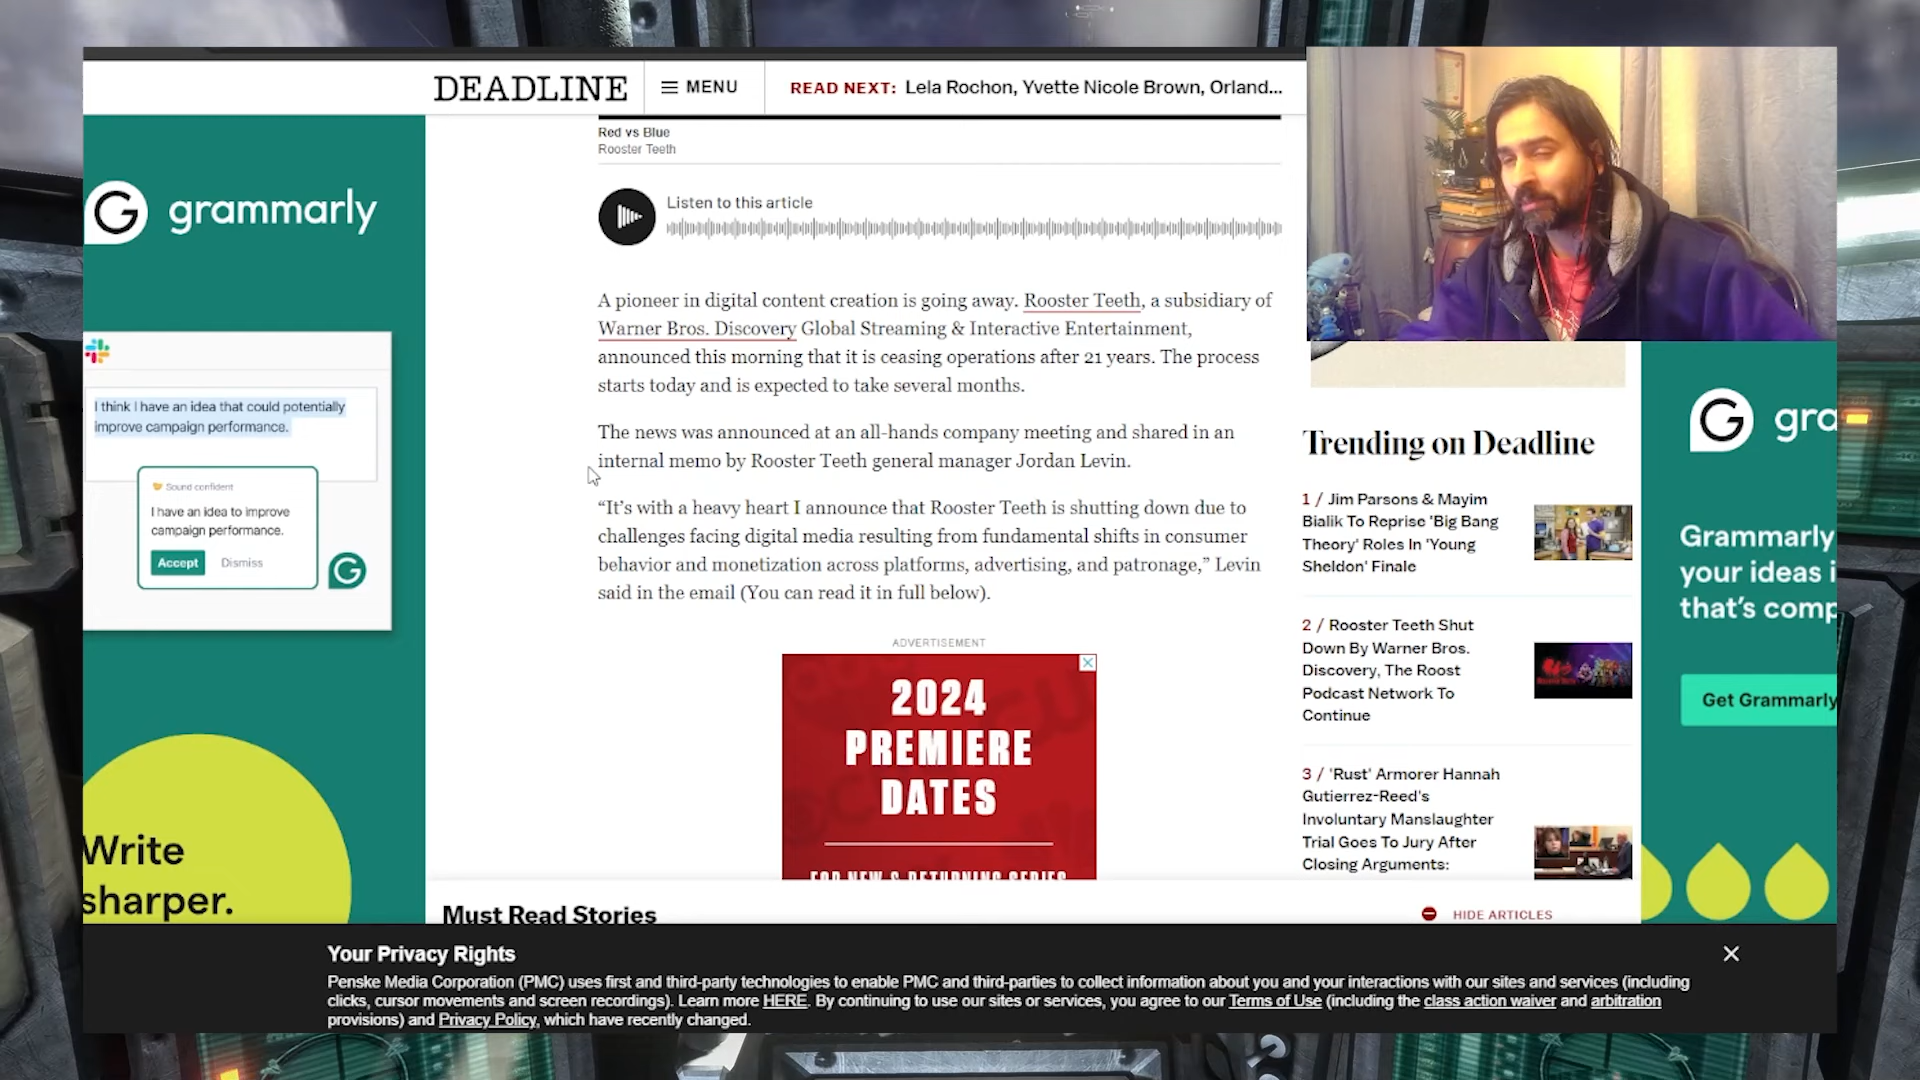 DEADLINE
MENU
READ NEXT: Lela Rochon, Yvette Nicole Brown, Orland...
Red vs Blue
Rooster Teeth
Listen to this article
A pioneer in digital content creation is going away. Rooster Teeth, a subsidiary of
Warner Bros. Discovery Global Streaming & Interactive Entertainment,
announced this morning that it is ceasing operations after 21 years. The process
starts today and is expected to take several months.
The news was announced at an all-hands company meeting and shared in an
internal memo by Rooster Teeth general manager Jordan Levin.
“It’s with a heavy heart I announce that Rooster Teeth is shutting down due to
challenges facing digital media resulting from fundamental shifts in consumer
behavior and monetization across platforms, advertising, and patronage,” Levin
said in the email (You can read it in full below).
ADVERTISEMENT
2024
PREMIERE
DATES
FOR NEW & RETURNING SERIES
Must Read Stories
HIDE ARTICLES
grammarly
I think I have an idea that could potentially
improve campaign performance.
Sound confident
I have an idea to improve
campaign performance.
Accept
Dismiss
Write
sharper.
Trending on Deadline
1 / Jim Parsons & Mayim
Bialik To Reprise 'Big Bang
Theory' Roles In 'Young
Sheldon' Finale
2 / Rooster Teeth Shut
Down By Warner Bros.
Discovery, The Roost
Podcast Network To
Continue
3 / 'Rust' Armorer Hannah
Gutierrez-Reed's
Involuntary Manslaughter
Trial Goes To Jury After
Closing Arguments:
gra
Grammarly
your ideas i
that’s comp
Get Grammarly
Your Privacy Rights
Penske Media Corporation (PMC) uses first and third-party technologies to enable PMC and third-parties to collect information about you and your interactions with our sites and services (including
clicks, cursor movements and screen recordings). Learn more HERE. By continuing to use our sites or services, you agree to our Terms of Use (including the class action waiver and arbitration
provisions) and Privacy Policy, which have recently changed.